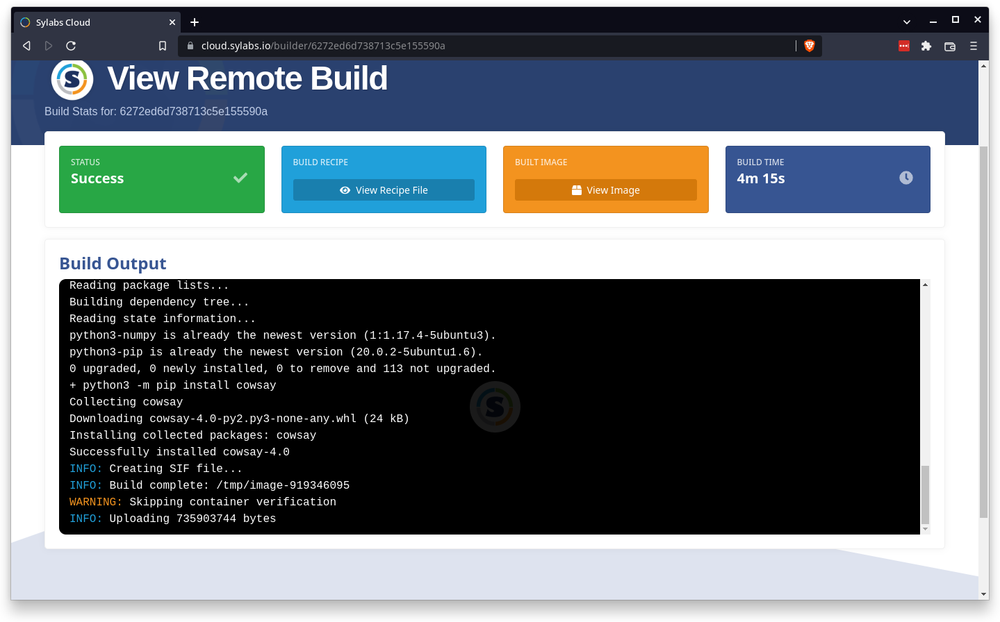 Sylabs Cloud
cloud.sylabs.io/builder/6272ed6d738713c5e155590a
S
View Remote Build
Build Stats for: 6272ed6d738713c5e155590a
STATUS
Success
BUILD RECIPE
View Recipe File
BUILT IMAGE
View Image
BUILD TIME
4m 15s
Build Output
Reading package lists...
Building dependency tree...
Reading state information...
python3-numpy is already the newest version (1:1.17.4-5ubuntu3).
python3-pip is already the newest version (20.0.2-5ubuntu1.6).
0 upgraded, 0 newly installed, 0 to remove and 113 not upgraded.
+ python3 -m pip install cowsay
Collecting cowsay
Downloading cowsay-4.0-py2.py3-none-any.whl (24 kB)
Installing collected packages: cowsay
Successfully installed cowsay-4.0
INFO: Creating SIF file...
INFO: Build complete: /tmp/image-919346095
WARNING: Skipping container verification
INFO: Uploading 735903744 bytes
S